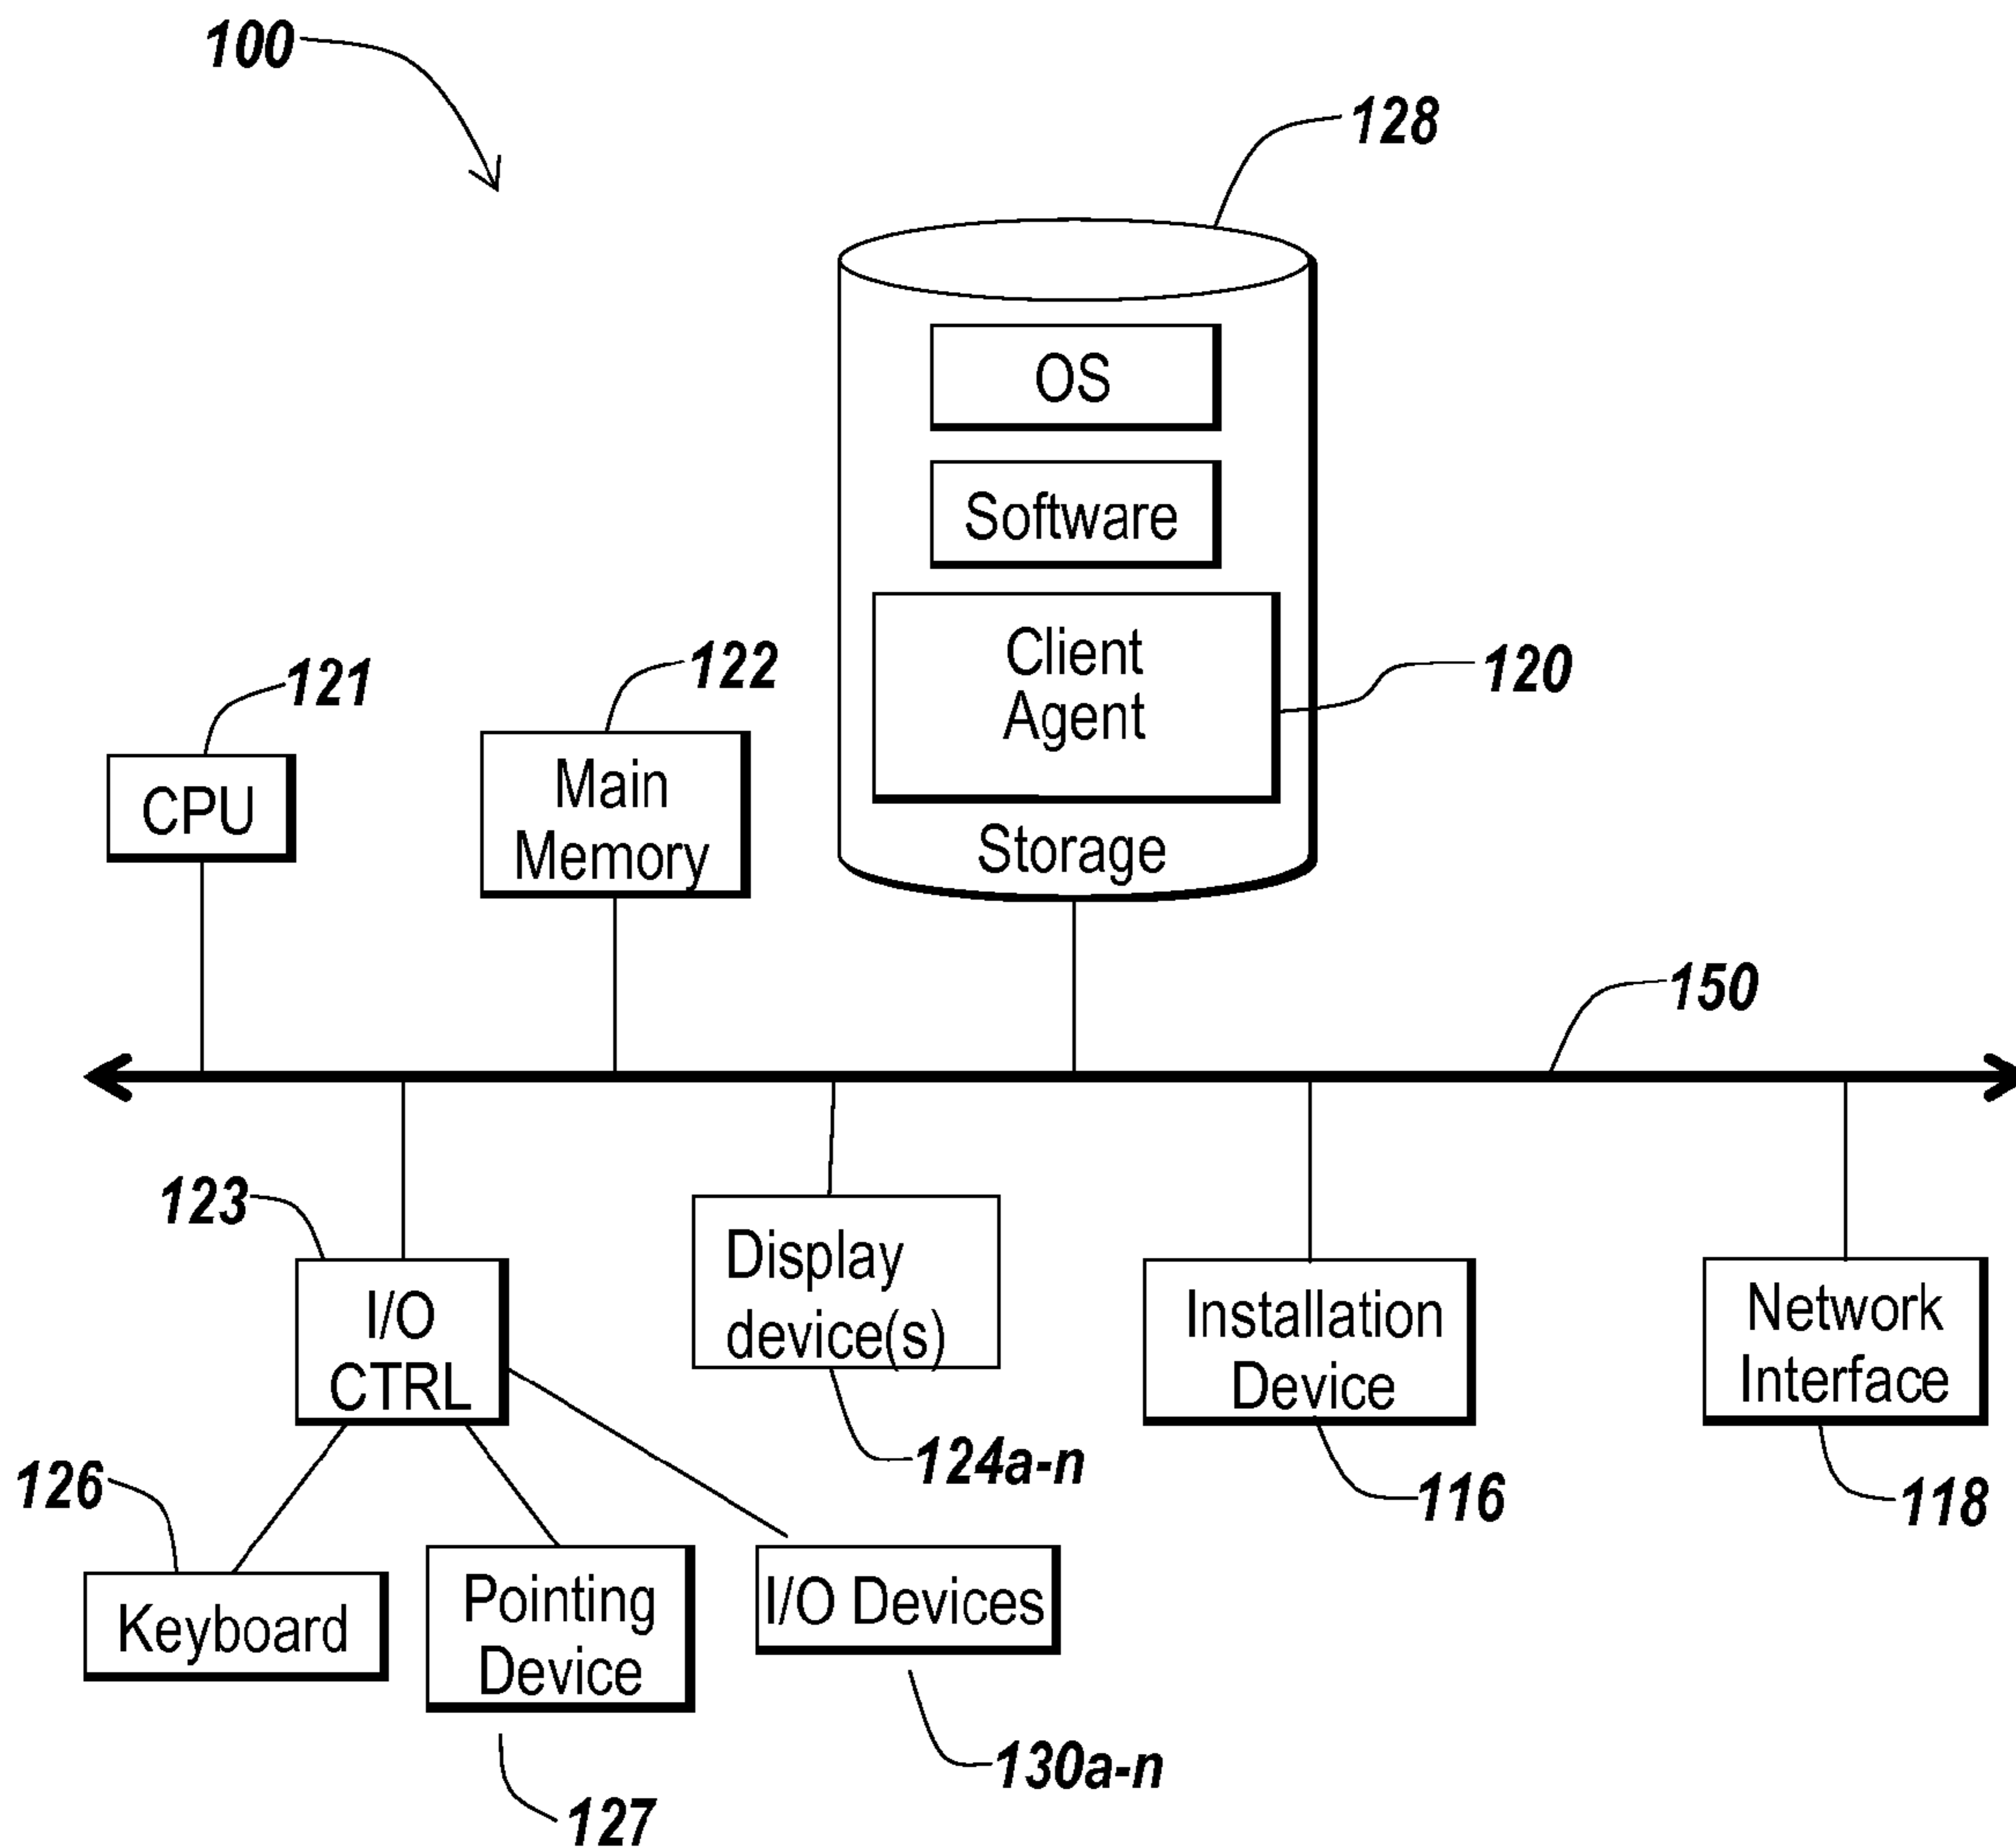 100
128
OS
Software
Client
Agent
120
Storage
121
CPU
122
Main
Memory
150
123
I/O
CTRL
Display
device(s)
124a-n
Installation
Device
116
Network
Interface
118
126
Keyboard
Pointing
Device
127
I/O Devices
130a-n